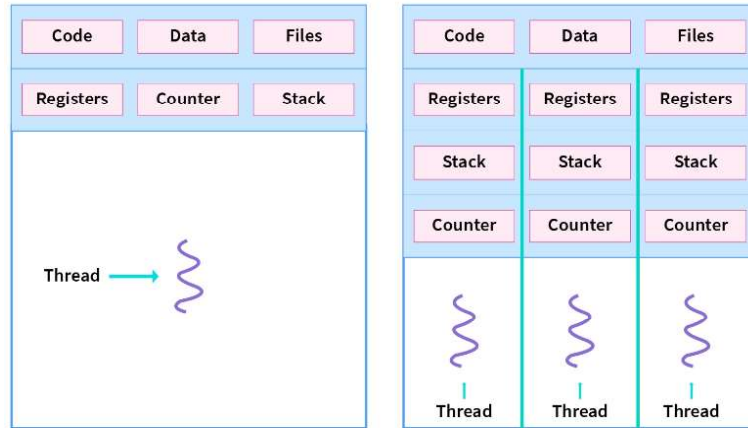 Code Data Files
Registers Counter Stack
Thread
Code Data Files
Registers Registers Registers
Stack Stack Stack
Counter Counter Counter
Thread Thread Thread